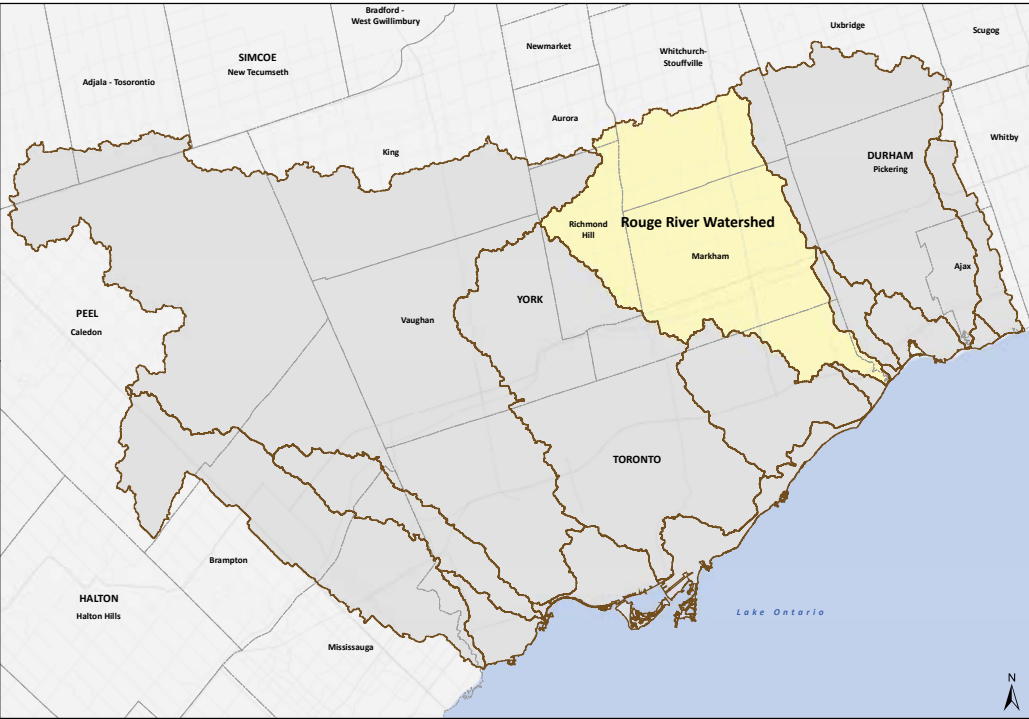 Bradford -
West Gwillimbury
Uxbridge
Scugog
SIMCOE
New Tecumseth
Newmarket
Whitchurch-
Stouffville
Adjala - Tosorontio
Aurora
Whitby
King
DURHAM
Pickering
Richmond
Hill
Rouge River Watershed
Markham
Ajax
PEEL
Caledon
Vaughan
YORK
TORONTO
Brampton
HALTON
Halton Hills
Lake Ontario
Mississauga
N